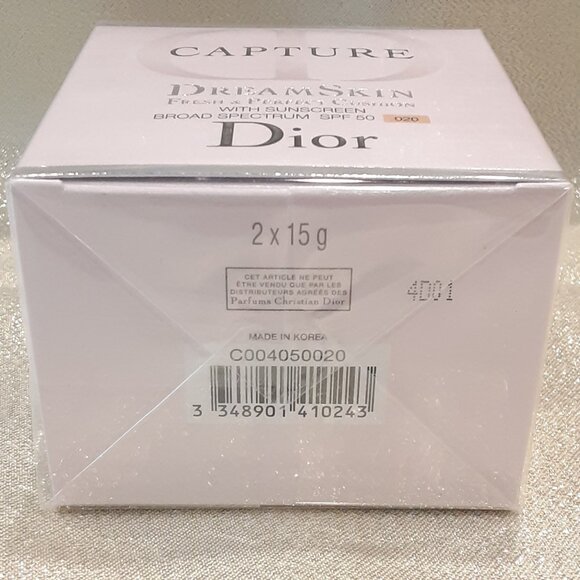 CAPTURE
DREAMSKIN
FRESH & PERFECT CUSHION
WITH SUNSCREEN
BROAD SPECTRUM SPF 50 020
Dior
2 x 15 g
CET ARTICLE NE PEUT
ÊTRE VENDU QUE PAR LES
DISTRIBUTEURS AGRÉÉS DES
Parfums Christian Dior
4D01
MADE IN KOREA
C004050020
3 348901 410243